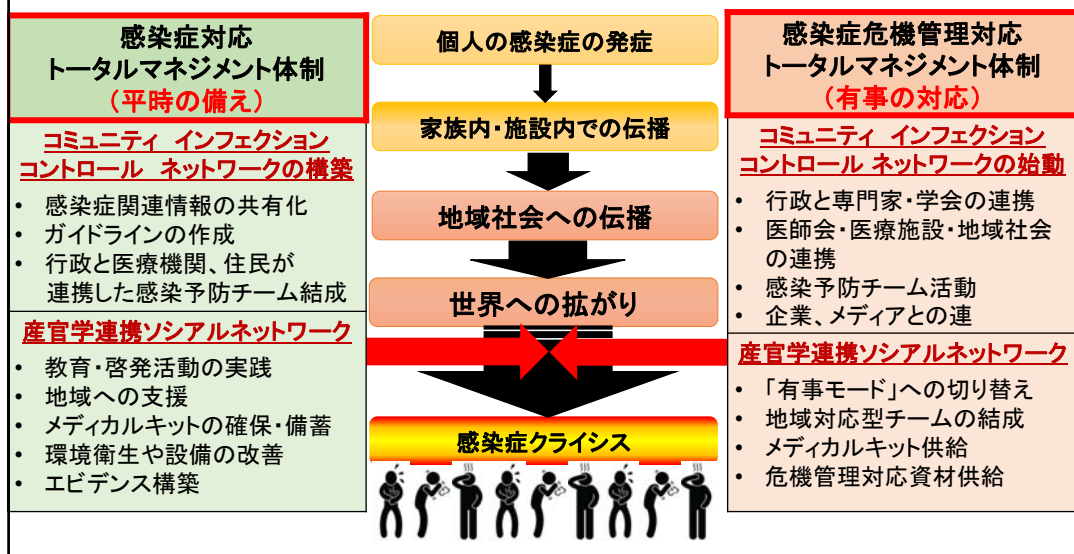 感染症対応
トータルマネジメント体制
（平時の備え）
コミュニティ インフェクション
コントロール ネットワークの構築
• 感染症関連情報の共有化
• ガイドラインの作成
• 行政と医療機関、住民が
連携した感染予防チーム結成
産官学連携ソシアルネットワーク
• 教育・啓発活動の実践
• 地域への支援
• メディカルキットの確保・備蓄
• 環境衛生や設備の改善
• エビデンス構築
個人の感染症の発症
家族内・施設内での伝播
地域社会への伝播
世界への拡がり
感染症クライシス
感染症危機管理対応
トータルマネジメント体制
（有事の対応）
コミュニティ インフェクション
コントロール ネットワークの始動
• 行政と専門家・学会の連携
• 医師会・医療施設・地域社会
の連携
• 感染予防チーム活動
• 企業、メディアとの連
産官学連携ソシアルネットワーク
• 「有事モード」への切り替え
• 地域対応型チームの結成
• メディカルキット供給
• 危機管理対応資材供給